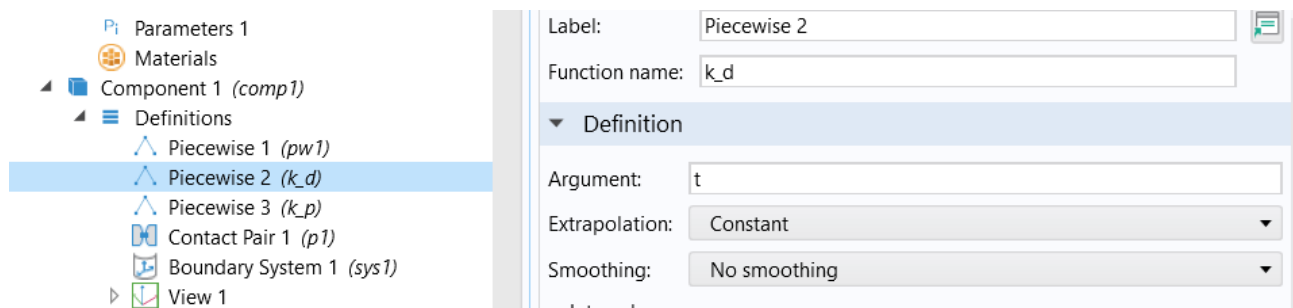 Pi Parameters 1
Materials
Component 1 (comp1)
Definitions
Piecewise 1 (pw1)
Piecewise 2 (k_d)
Piecewise 3 (k_p)
Contact Pair 1 (p1)
Boundary System 1 (sys1)
View 1
Label: Piecewise 2
Function name: k_d
Definition
Argument: t
Extrapolation: Constant
Smoothing: No smoothing